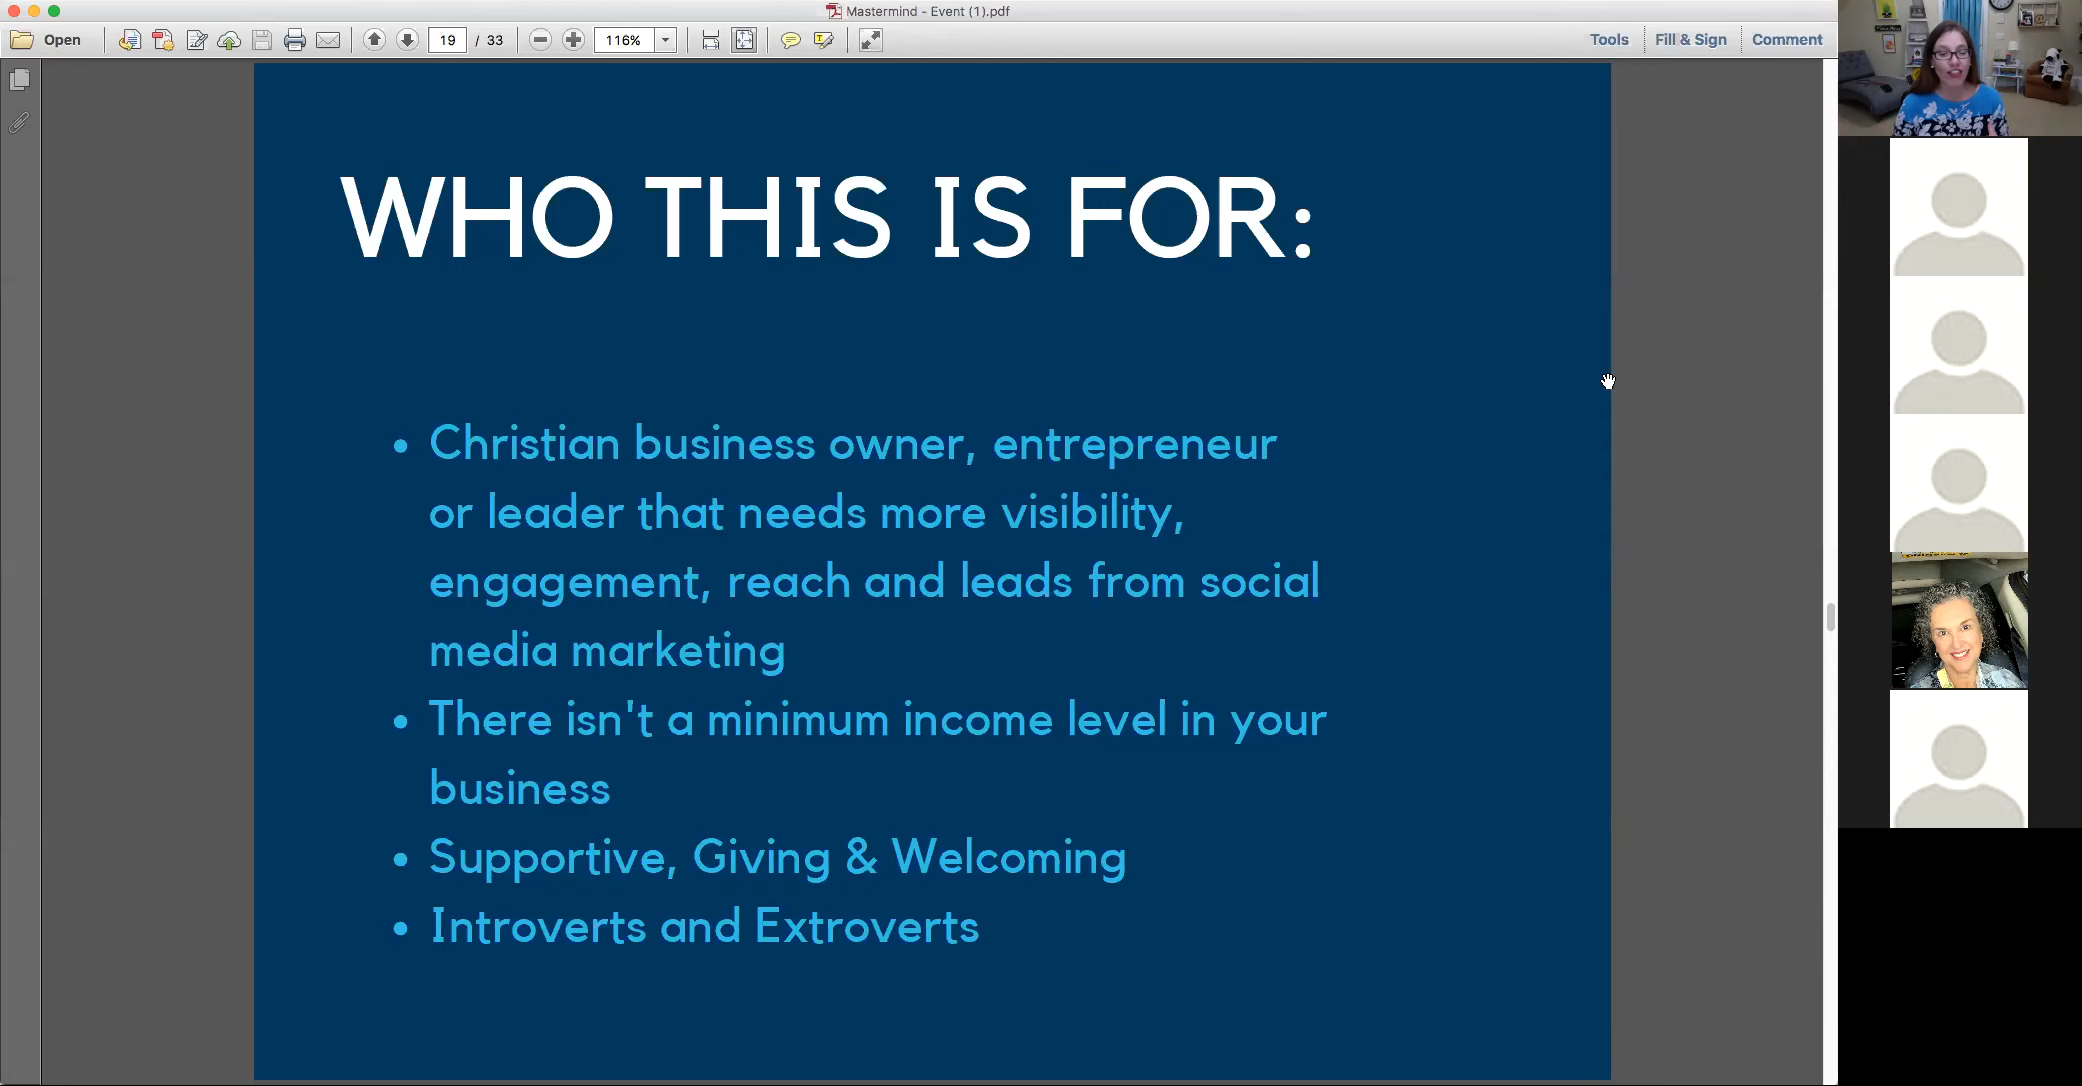 Mastermind - Event (1).pdf
Open
19 / 33
116%
Tools
Fill & Sign
Comment
WHO THIS IS FOR:
• Christian business owner, entrepreneur
or leader that needs more visibility,
engagement, reach and leads from social
media marketing
• There isn't a minimum income level in your
business
• Supportive, Giving & Welcoming
• Introverts and Extroverts